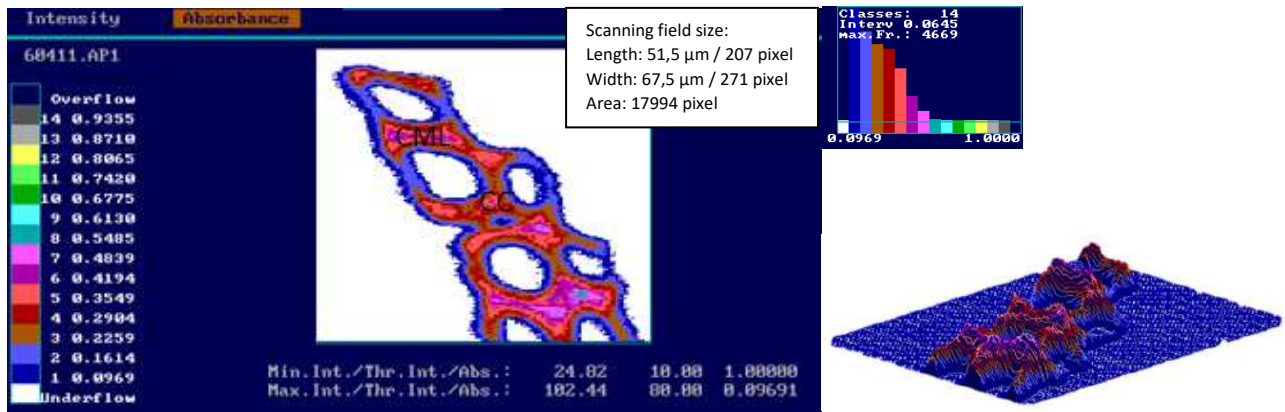 Intensity Absorbance
60411.AP1
Overflow
14 0.9355
13 0.8710
12 0.8065
11 0.7420
10 0.6775
9 0.6130
8 0.5485
7 0.4839
6 0.4194
5 0.3549
4 0.2904
3 0.2259
2 0.1614
1 0.0969
Underflow
CML
CC
Min.Int./Thr.Int./Abs.: 24.82 10.00 1.00000
Max.Int./Thr.Int./Abs.: 102.44 80.00 0.09691
Scanning field size:
Length: 51,5 µm / 207 pixel
Width: 67,5 µm / 271 pixel
Area: 17994 pixel
Classes: 14
Interv 0.0645
max.Fr.: 4669
0.0969 1.0000